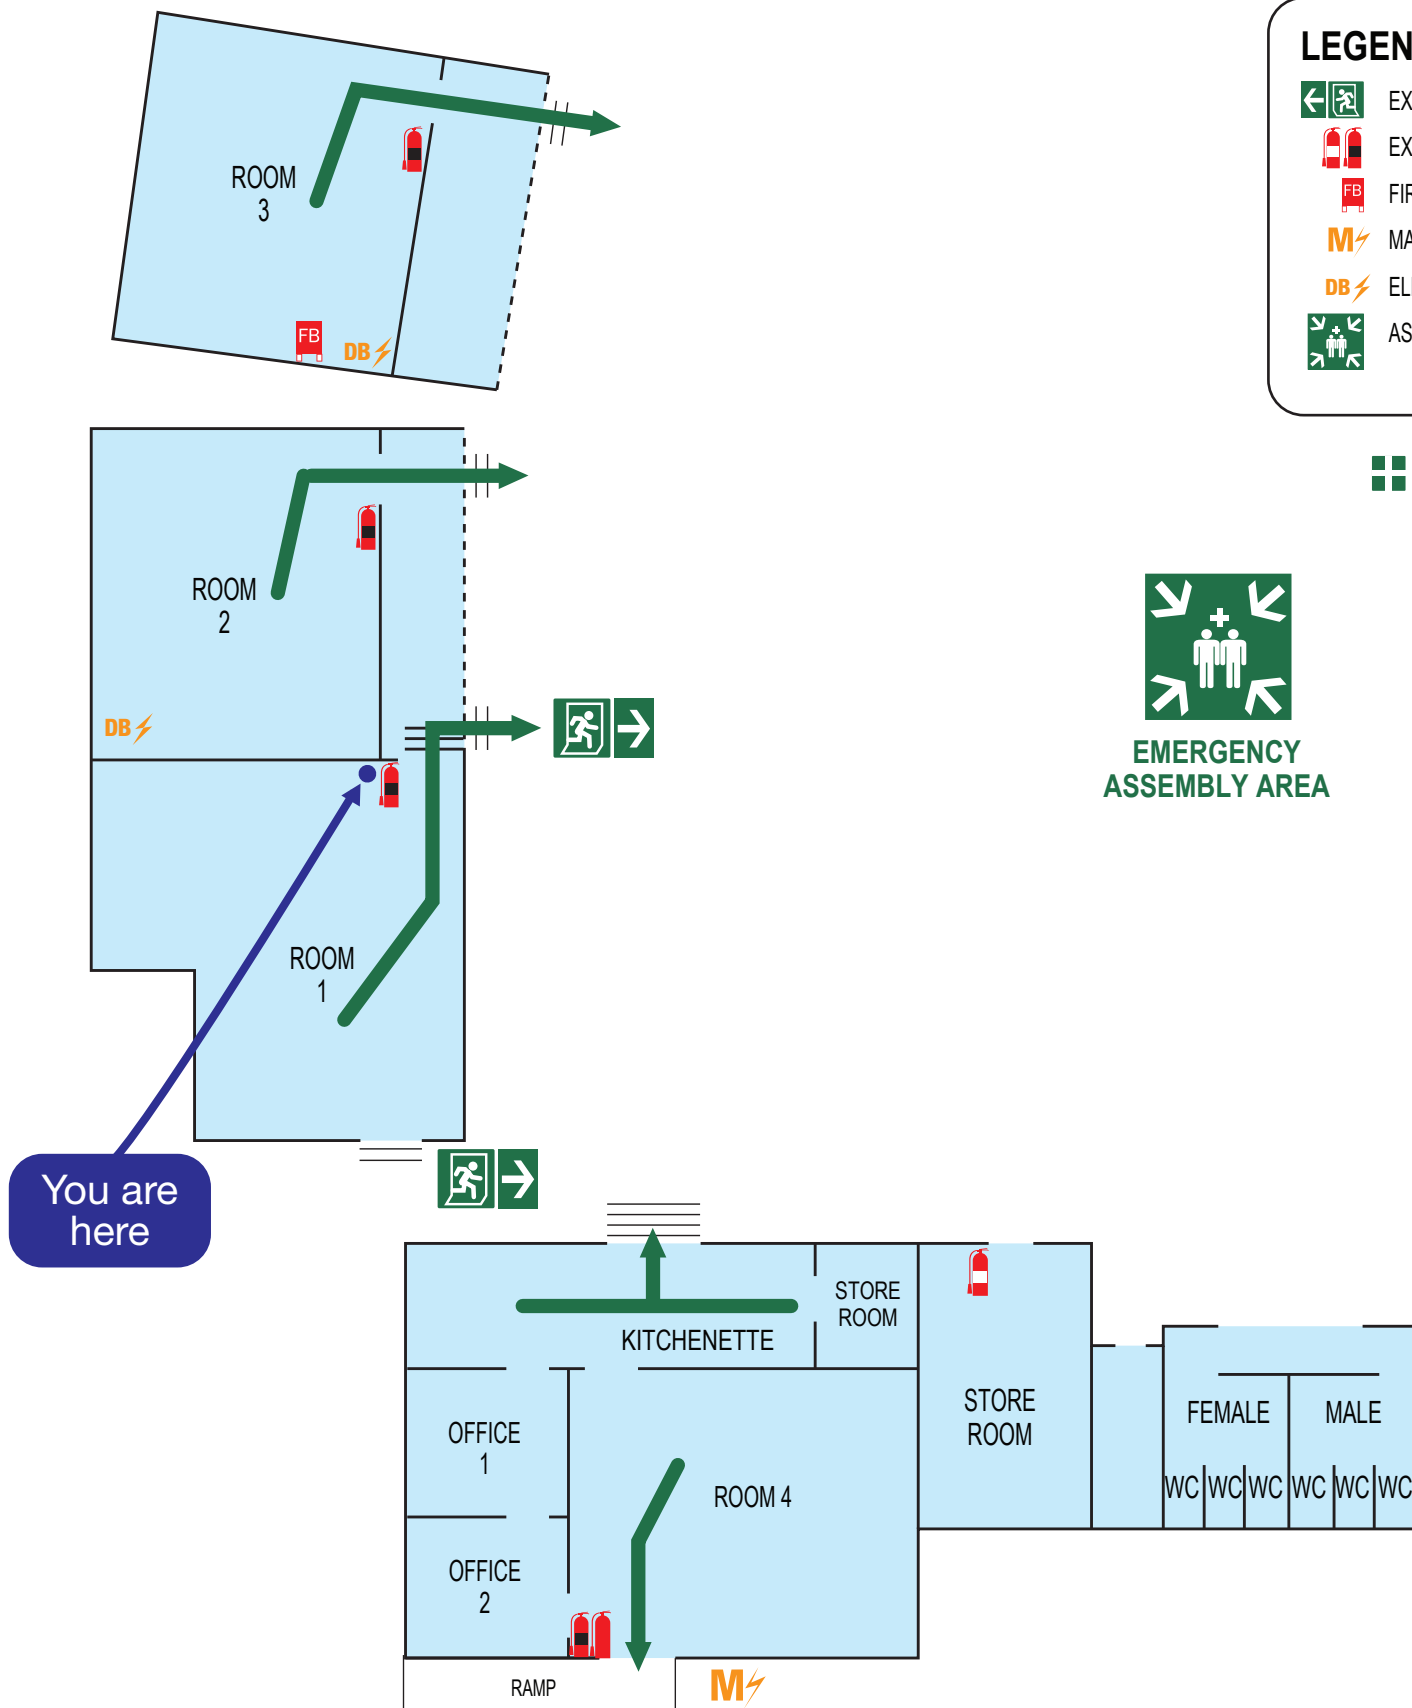 LEGEN
EX
EX
FB
FIR
M
MA
DB
ELE
AS
ROOM
3
FB
DB
ROOM
2
DB
EMERGENCY
ASSEMBLY AREA
ROOM
1
You are
here
STORE
ROOM
KITCHENETTE
OFFICE
1
STORE
ROOM
FEMALE
MALE
ROOM 4
WC
WC
WC
WC
WC
WC
OFFICE
2
RAMP
M